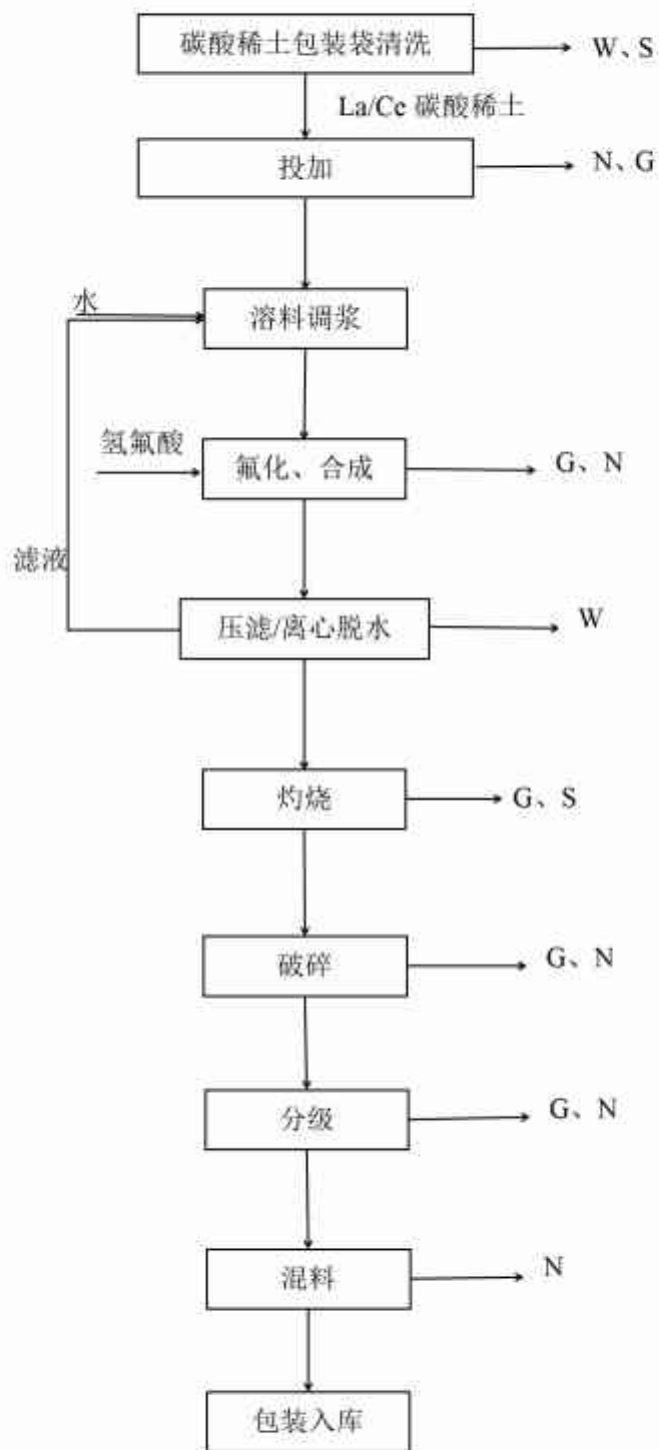 碳酸稀土包装袋清洗
W、S
La/Ce 碳酸稀土
投加
N、G
水
溶料调浆
氢氟酸
氟化、合成
G、N
滤液
压滤/离心脱水
W
灼烧
G、S
破碎
G、N
分级
G、N
混料
N
包装入库